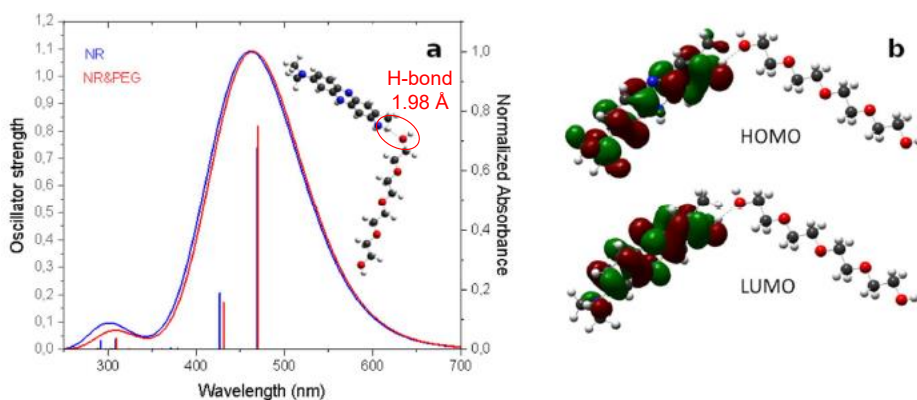 NR
NR&PEG
a
H-bond
1.98 Å
b
HOMO
LUMO
Oscillator strength
1,2
1,1
1,0
0,9
0,8
0,7
0,6
0,5
0,4
0,3
0,2
0,1
0,0
Normalized Absorbance
1,0
0,8
0,6
0,4
0,2
0,0
300
400
500
600
700
Wavelength (nm)